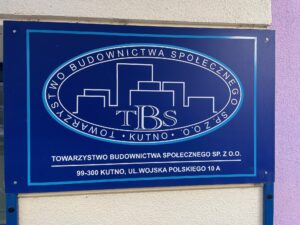 TOWARZYSTWO BUDOWNICTWA SPOŁECZNEGO SP. Z O.O.
TBS
• KUTNO •
TOWARZYSTWO BUDOWNICTWA SPOŁECZNEGO SP. Z O.O.
99-300 KUTNO, UL. WOJSKA POLSKIEGO 10 A